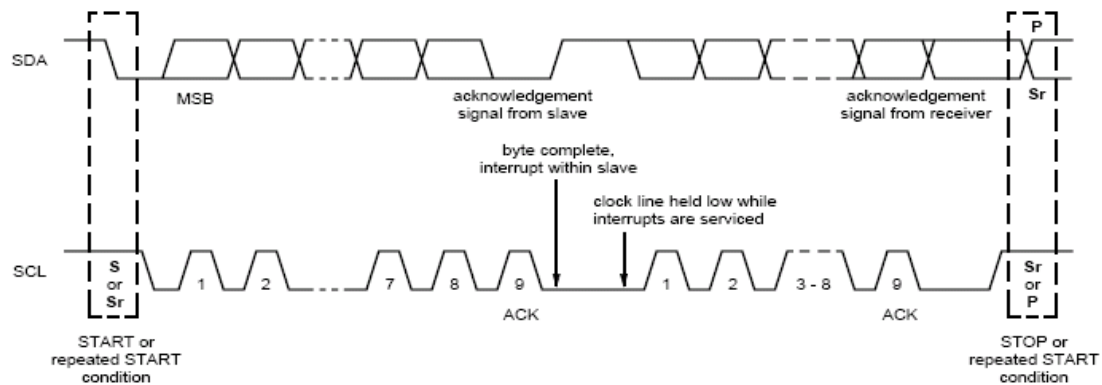 P
SDA
MSB
acknowledgement
signal from slave
acknowledgement
signal from receiver
Sr
byte complete,
interrupt within slave
clock line held low while
interrupts are serviced
SCL
S
or
Sr
1
2
7
8
9
1
2
3 - 8
9
Sr
or
P
ACK
ACK
START or
repeated START
condition
STOP or
repeated START
condition